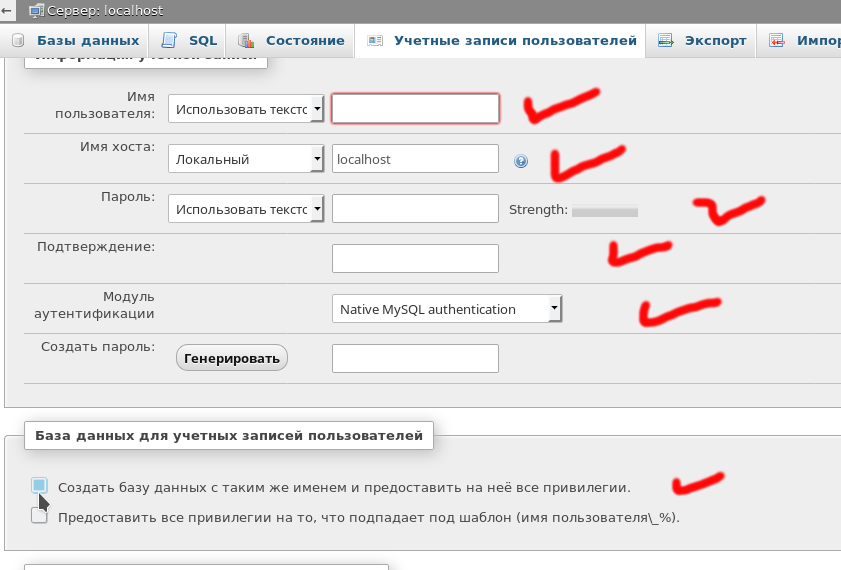 Сервер: localhost
Базы данных SQL Состояние Учетные записи пользователей Экспорт Импор
Информация учетной записи
Имя
пользователя: Использовать текстс
Имя хоста: Локальный localhost
Пароль: Использовать текстс Strength:
Подтверждение:
Модуль
аутентификации Native MySQL authentication
Создать пароль: Генерировать
База данных для учетных записей пользователей
Создать базу данных с таким же именем и предоставить на неё все привилегии.
Предоставить все привилегии на то, что подпадает под шаблон (имя пользователя\_%).